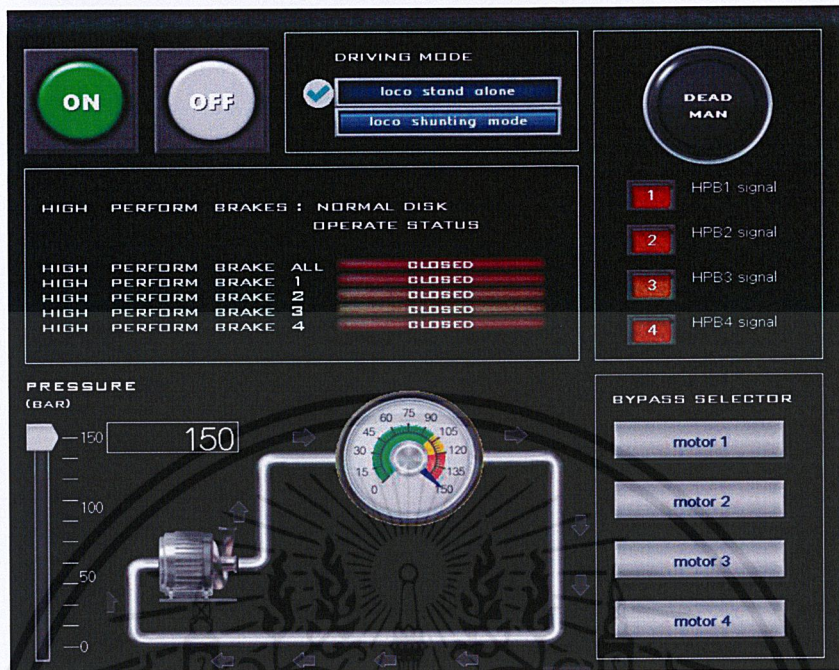 ON
OFF
DRIVING MODE
loco stand alone
loco shunting mode
DEAD
MAN
1 HPB1 signal
2 HPB2 signal
3 HPB3 signal
4 HPB4 signal
HIGH PERFORM BRAKES : NORMAL DISK
OPERATE STATUS
HIGH PERFORM BRAKE ALL CLOSED
HIGH PERFORM BRAKE 1 CLOSED
HIGH PERFORM BRAKE 2 CLOSED
HIGH PERFORM BRAKE 3 CLOSED
HIGH PERFORM BRAKE 4 CLOSED
PRESSURE
(BAR)
150
100
50
0
150
0 15 30 45 60 75 90 105 120 135 150
BYPASS SELECTOR
motor 1
motor 2
motor 3
motor 4